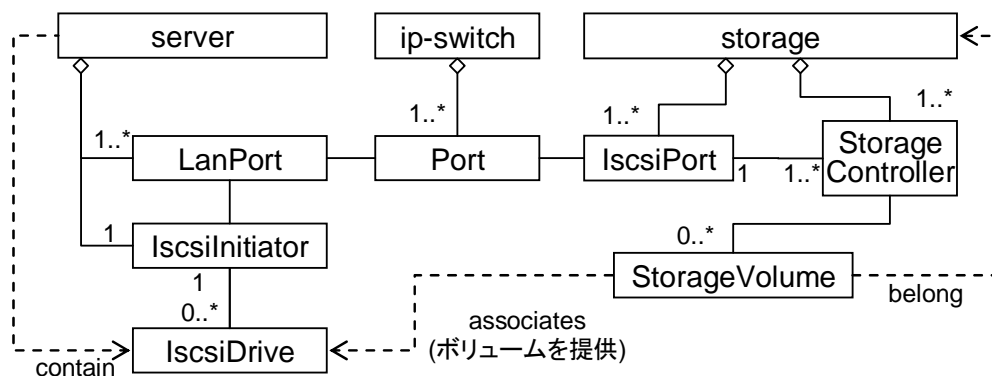 server
ip-switch
storage
1..*
1..*
1..*
1..*
LanPort
Port
IscsiPort
1
1..*
Storage
Controller
1
IscsiInitiator
0..*
1
StorageVolume
belong
0..*
associates
(ボリュームを提供)
IscsiDrive
contain